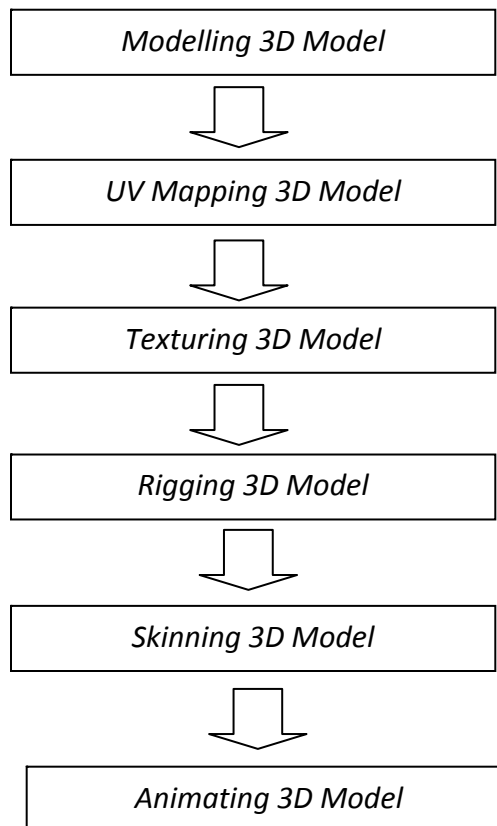 Modelling 3D Model
UV Mapping 3D Model
Texturing 3D Model
Rigging 3D Model
Skinning 3D Model
Animating 3D Model